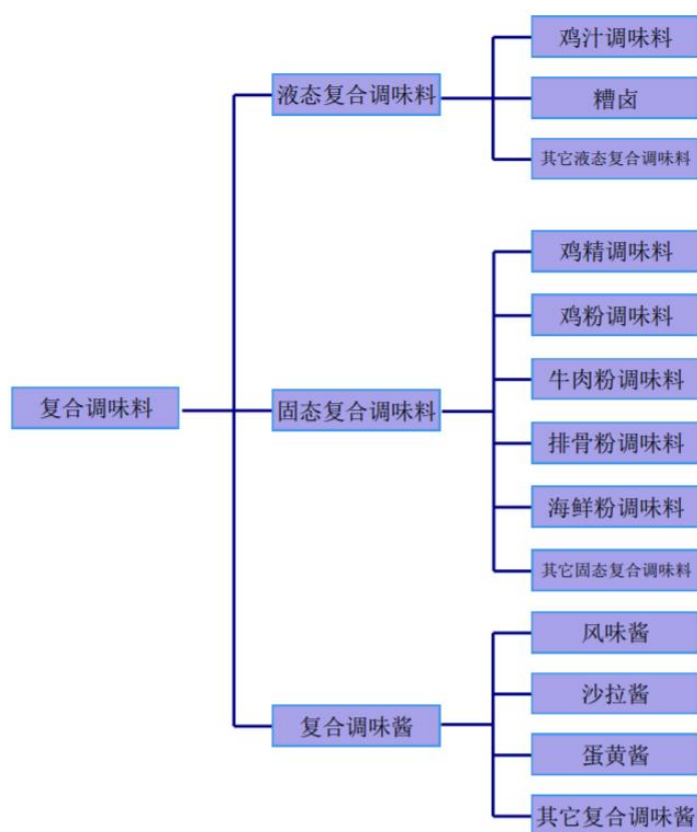 复合调味料
液态复合调味料
鸡汁调味料
糟卤
其它液态复合调味料
固态复合调味料
鸡精调味料
鸡粉调味料
牛肉粉调味料
排骨粉调味料
海鲜粉调味料
其它固态复合调味料
复合调味酱
风味酱
沙拉酱
蛋黄酱
其它复合调味酱